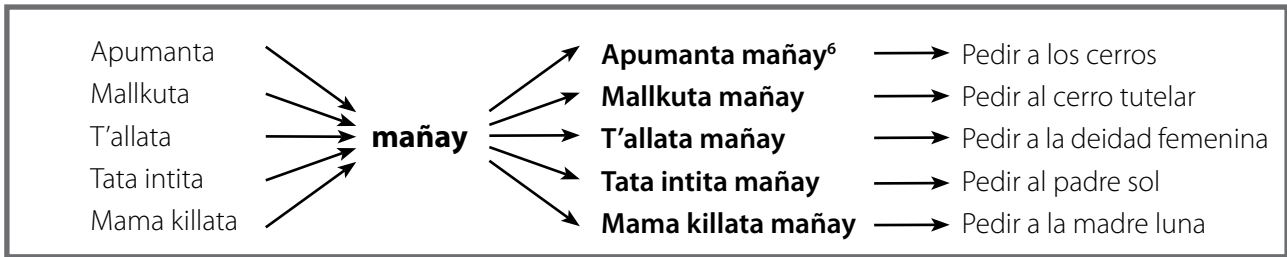 Apumanta mañay Apumanta mañay⁶ Pedir a los cerros
Mallkuta Mallkuta mañay Pedir al cerro tutelar
T’allata mañay T’allata mañay Pedir a la deidad femenina
Tata intita Tata intita mañay Pedir al padre sol
Mama killata Mama killata mañay Pedir a la madre luna